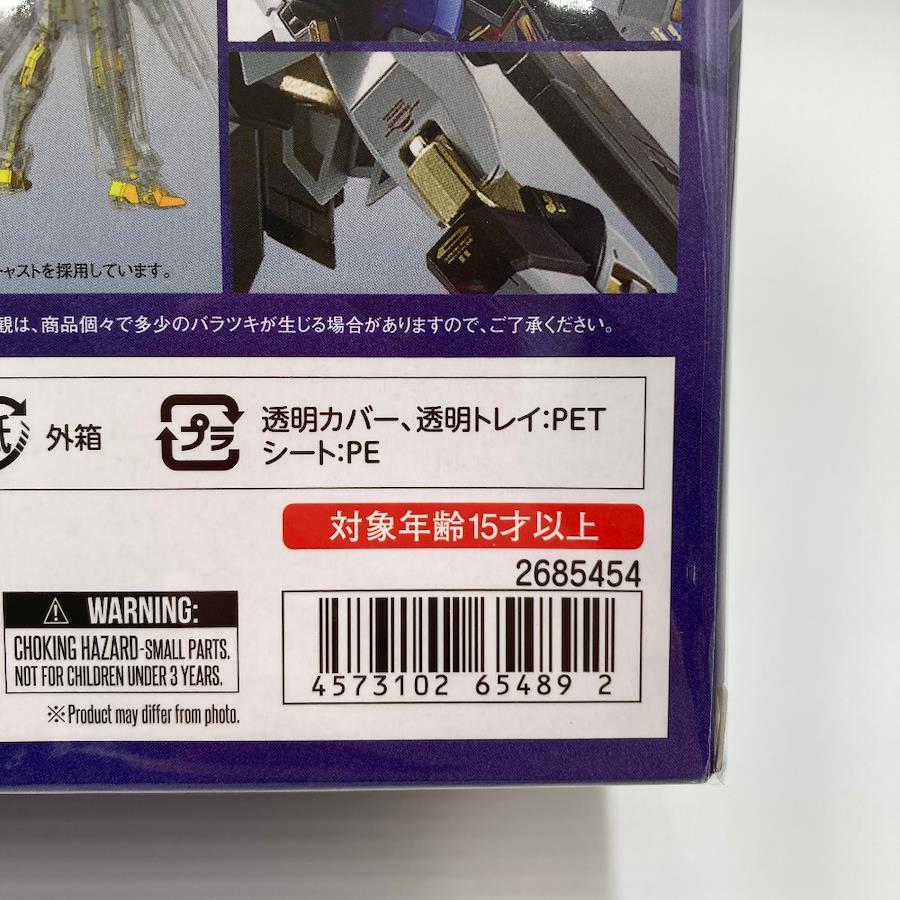 ャストを採用しています。
観は、商品個々で多少のバラツキが生じる場合がありますので、ご了承ください。
紙
外箱
プラ
透明カバー、透明トレイ:PET
シート:PE
対象年齢15才以上
2685454
WARNING:
CHOKING HAZARD-SMALL PARTS.
NOT FOR CHILDREN UNDER 3 YEARS.
※Product may differ from photo.
4573102 65489 2